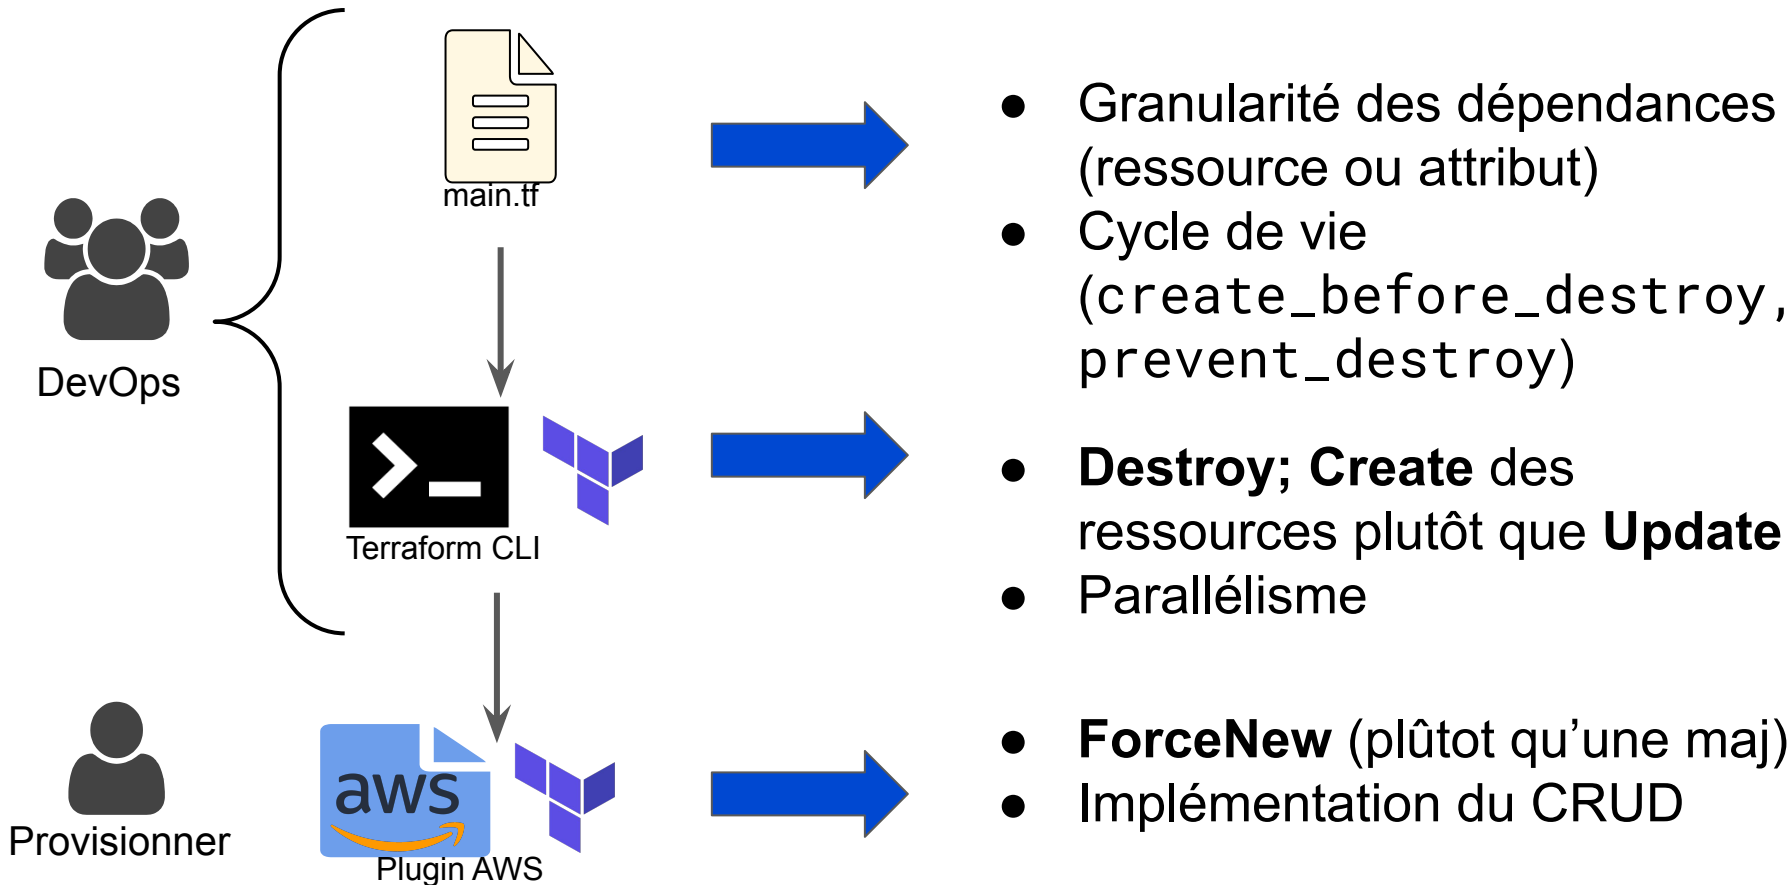 main.tf
DevOps
Terraform CLI
Provisionner
aws
Plugin AWS
● Granularité des dépendances
(ressource ou attribut)
● Cycle de vie
(create_before_destroy,
prevent_destroy)
● Destroy; Create des
ressources plutôt que Update
● Parallélisme
● ForceNew (plûtot qu’une maj)
● Implémentation du CRUD